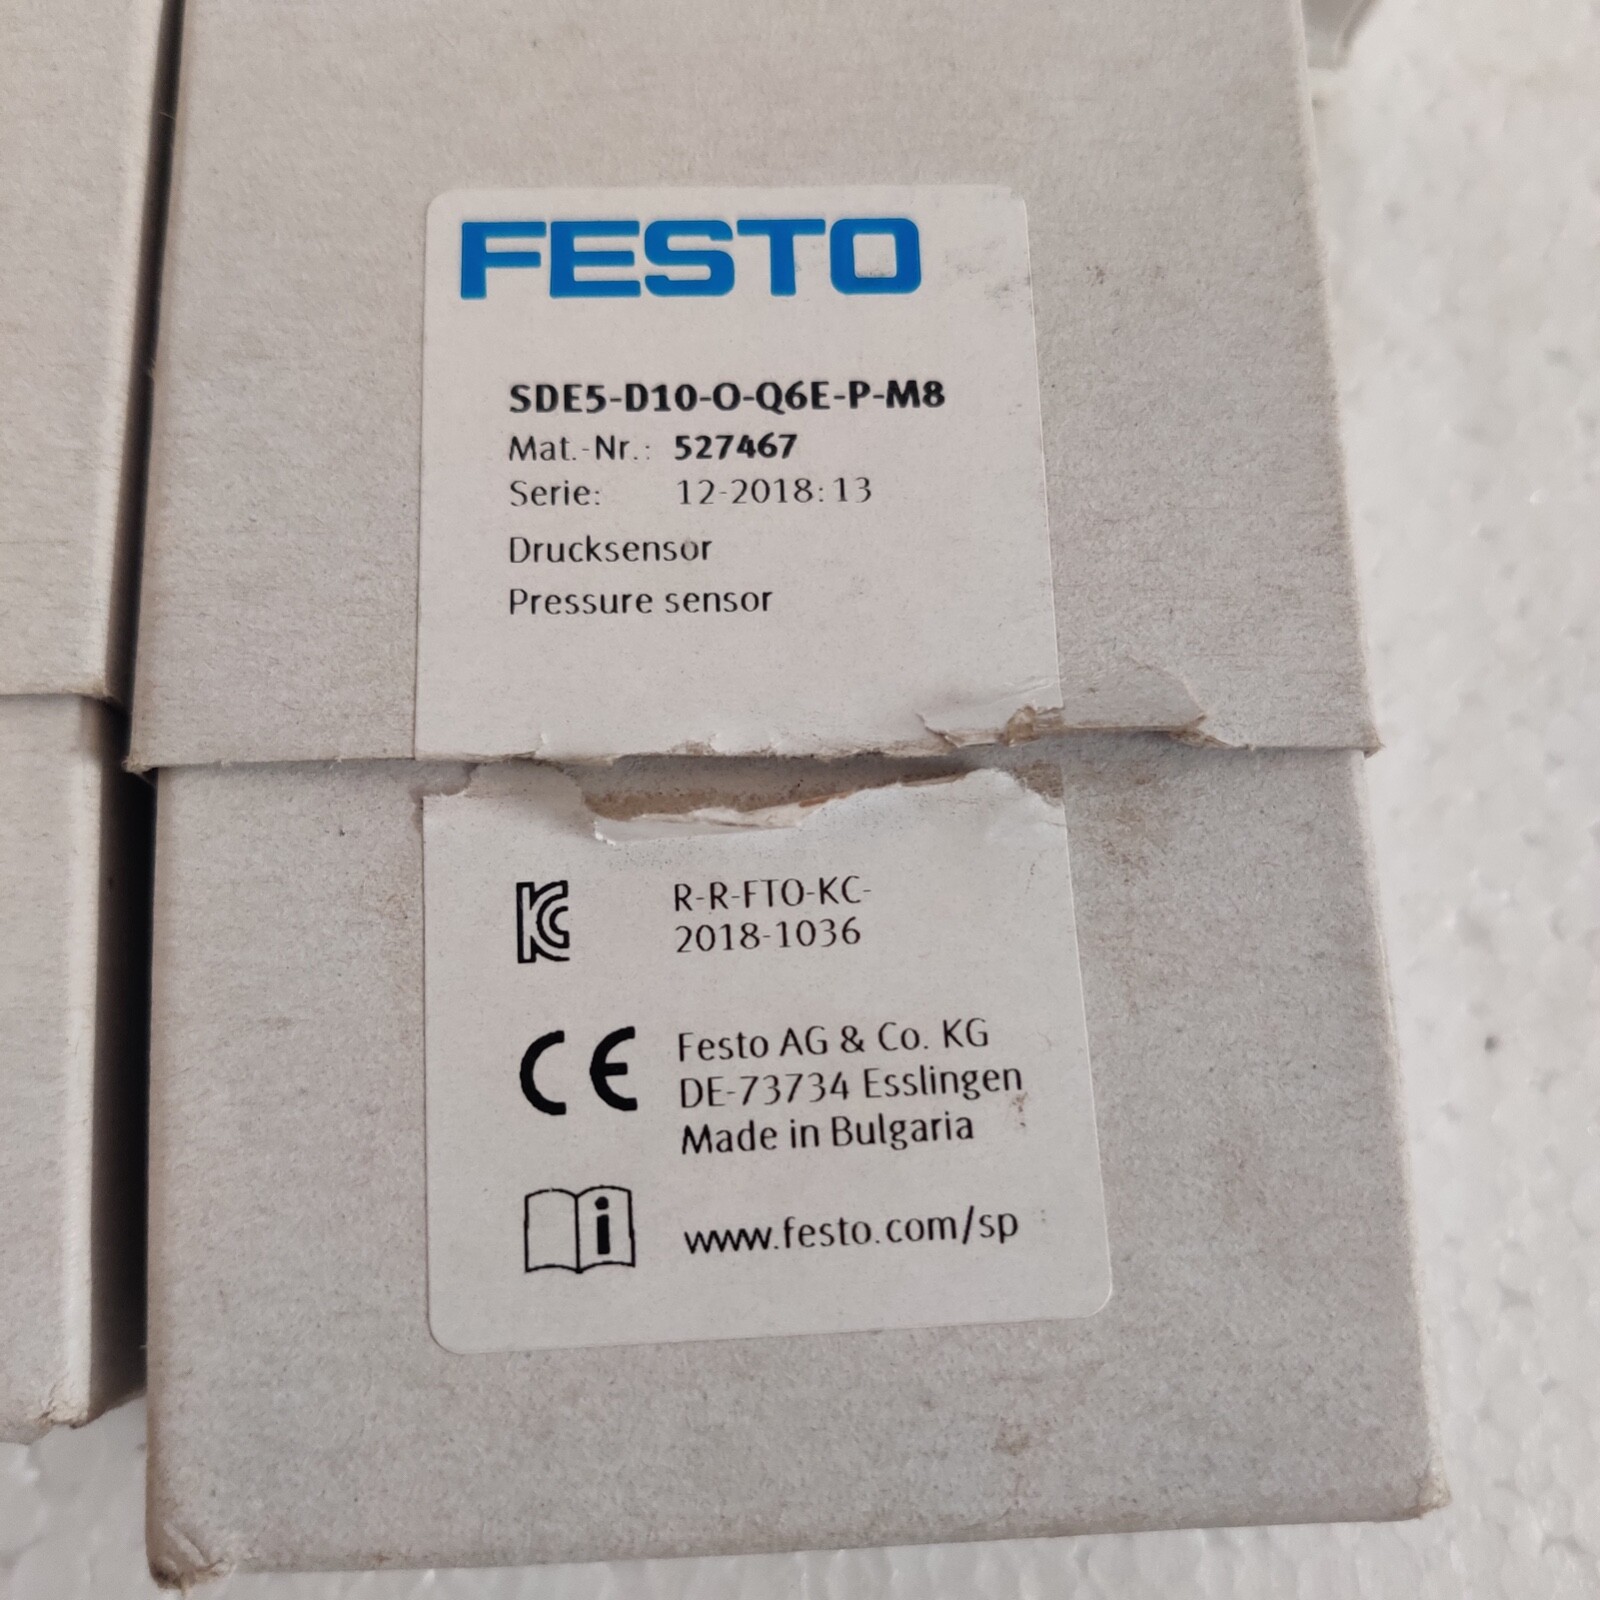 FESTO
SDE5-D10-O-Q6E-P-M8
Mat.-Nr.: 527467
Serie: 12-2018:13
Drucksensor
Pressure sensor
R-R-FTO-KC-
2018-1036
CE Festo AG & Co. KG
DE-73734 Esslingen
Made in Bulgaria
www.festo.com/sp